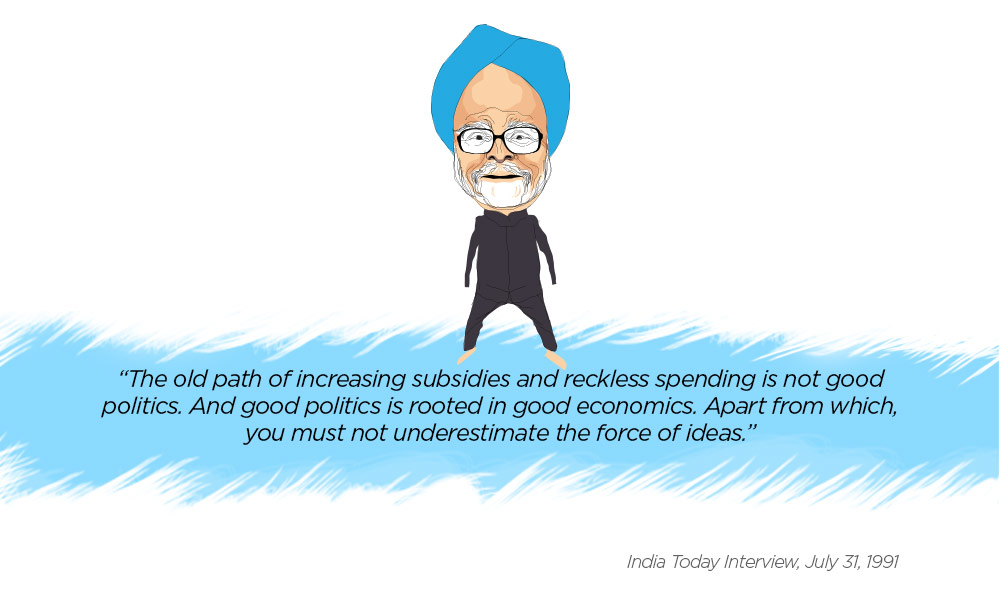 “The old path of increasing subsidies and reckless spending is not good
politics. And good politics is rooted in good economics. Apart from which,
you must not underestimate the force of ideas.”
India Today Interview, July 31, 1991